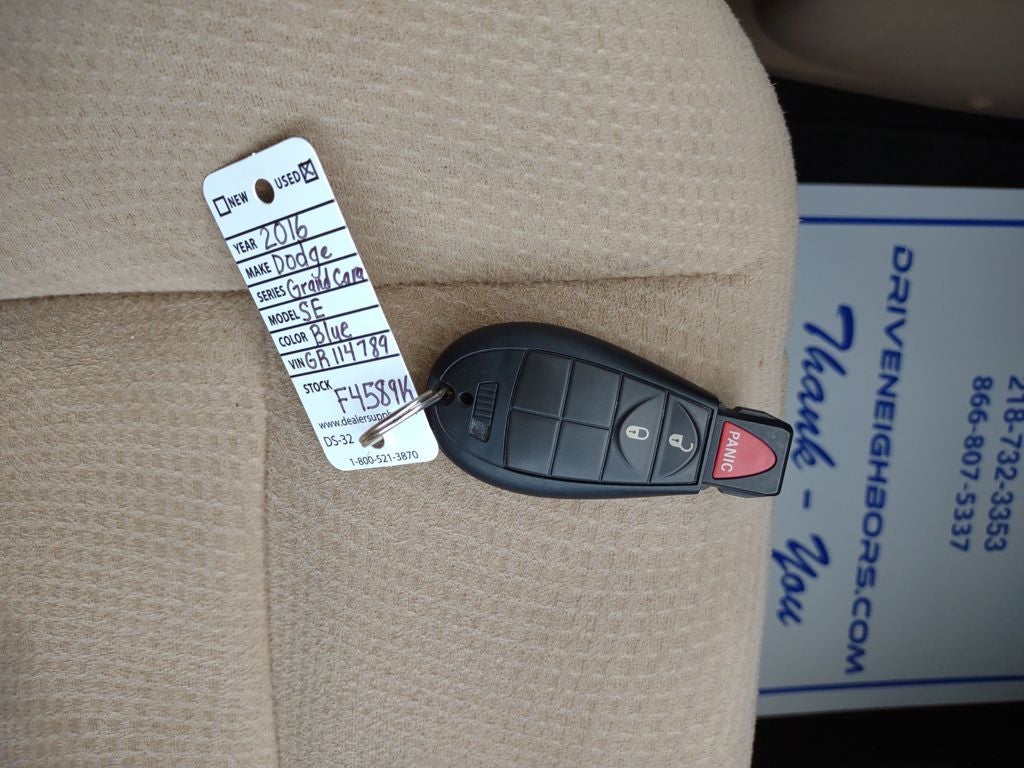 NEW USED
YEAR 2016
MAKE Dodge
SERIES Grand Cara
MODEL SE
COLOR Blue
VIN GR114789
STOCK F4589K
www.dealersupply
DS-32
1-800-521-3870
PANIC
218-732-3353
866-807-5337
DRIVENEIGHBORS.COM
Thank - You